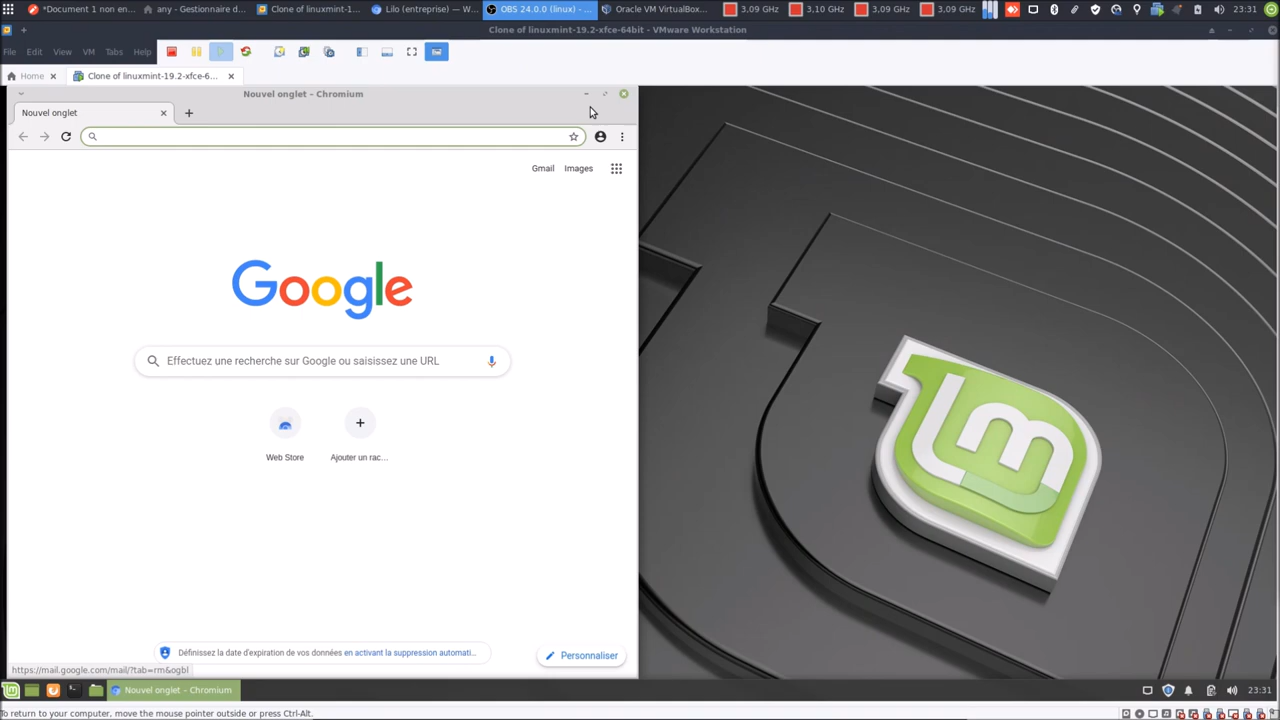 *Document 1 non en...
any - Gestionnaire d...
Clone of linuxmint-1...
Lilo (entreprise) — W...
OBS 24.0.0 (linux) - ...
Oracle VM VirtualBox...
3,09 GHz
3,10 GHz
3,09 GHz
3,09 GHz
23:31
Clone of linuxmint-19.2-xfce-64bit - VMware Workstation
File Edit View VM Tabs Help
Home
Clone of linuxmint-19.2-xfce-6...
Nouvel onglet - Chromium
Nouvel onglet
Gmail Images
Google
Effectuez une recherche sur Google ou saisissez une URL
Web Store
Ajouter un rac...
Définissez la date d'expiration de vos données en activant la suppression automati...
Personnaliser
https://mail.google.com/mail/?tab=rm&ogbl
Nouvel onglet - Chromium
23:31
To return to your computer, move the mouse pointer outside or press Ctrl-Alt.